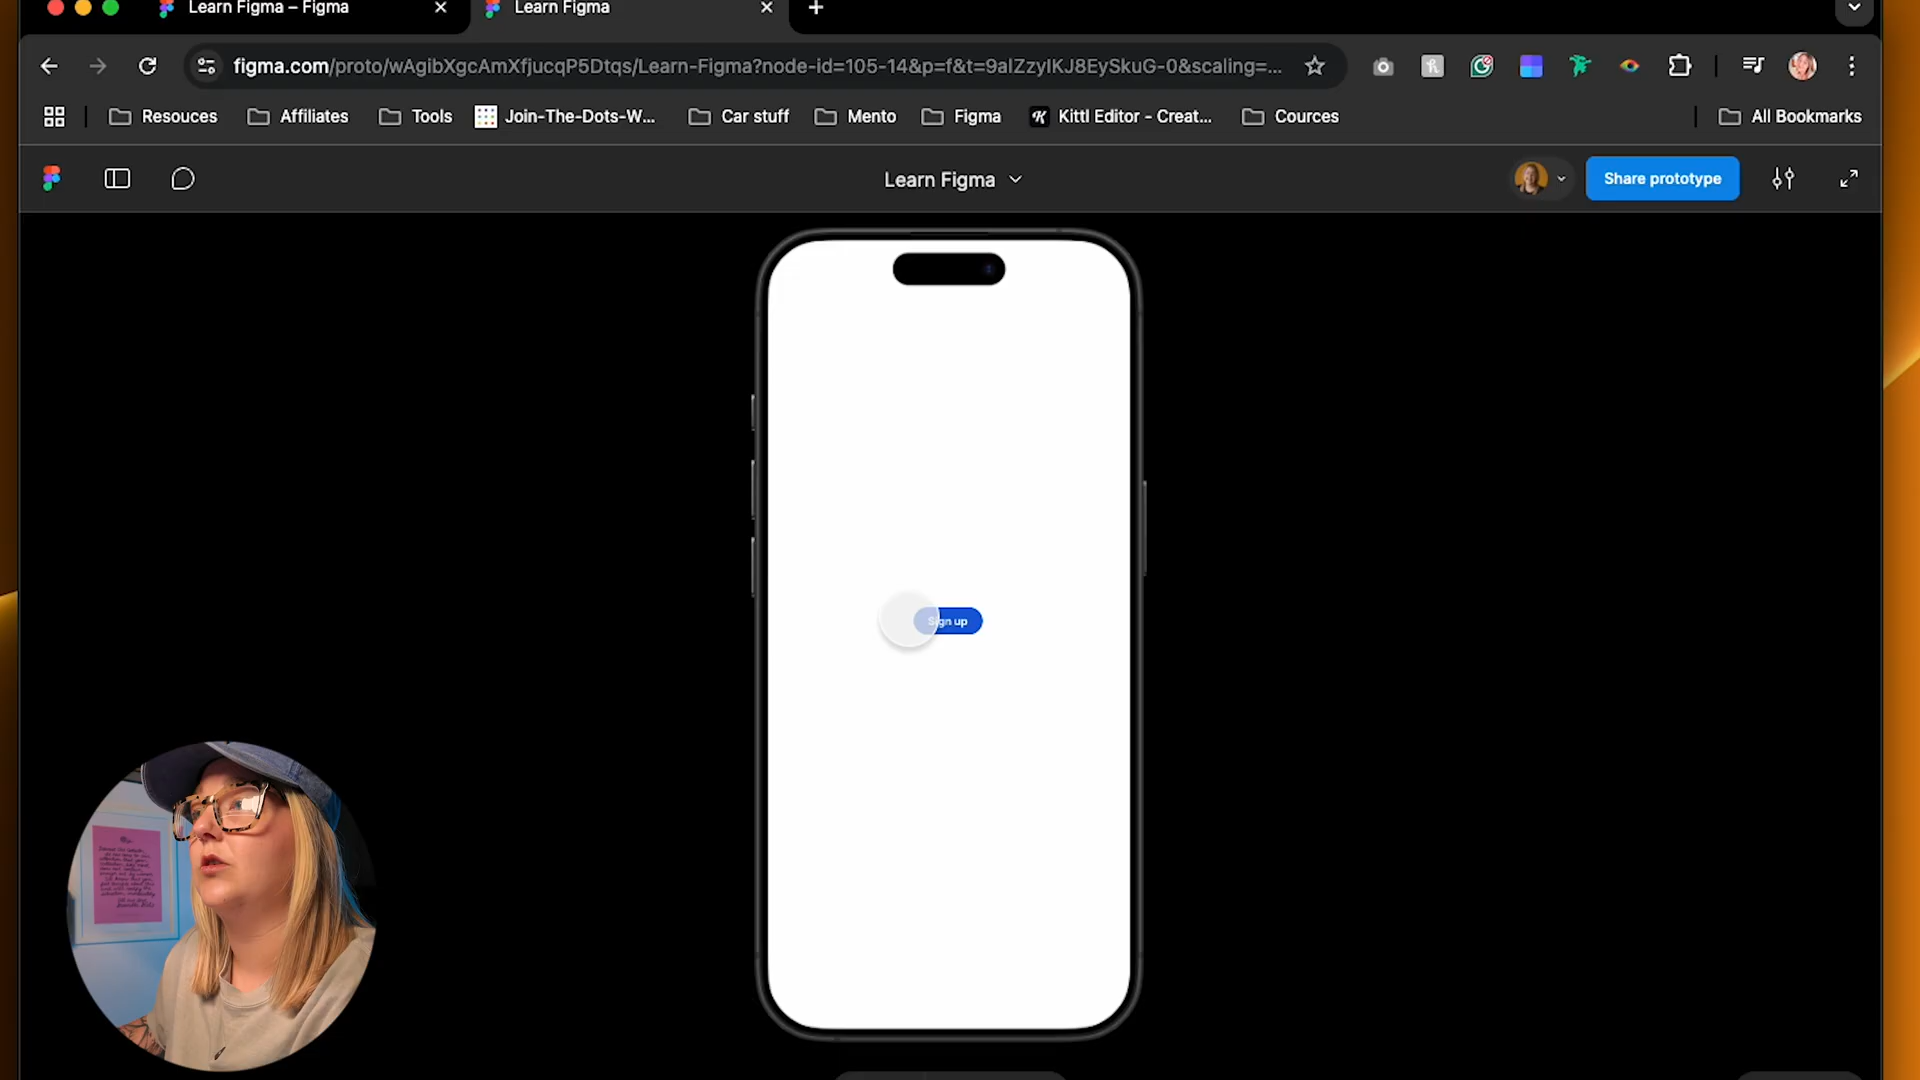 Learn Figma – Figma
Learn Figma
figma.com/proto/wAgibXgcAmXfjucqP5Dtqs/Learn-Figma?node-id=105-14&p=f&t=9aIZzyIKJ8EySkuG-0&scaling=...
Resouces
Affiliates
Tools
Join-The-Dots-W...
Car stuff
Mento
Figma
Kittl Editor - Creat...
Cources
All Bookmarks
Learn Figma
Share prototype
Sign up